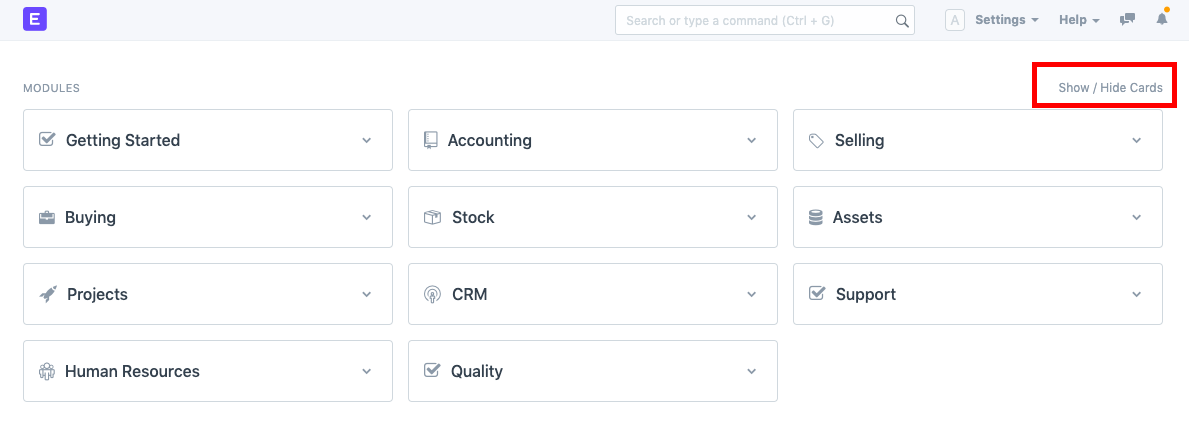 E
Search or type a command (Ctrl + G)
A Settings Help
MODULES
Show / Hide Cards
Getting Started
Accounting
Selling
Buying
Stock
Assets
Projects
CRM
Support
Human Resources
Quality